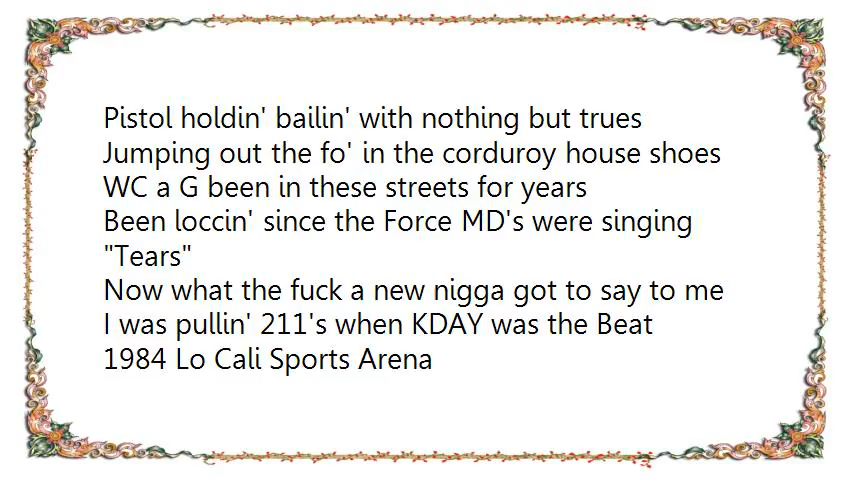 Pistol holdin' bailin' with nothing but trues
Jumping out the fo' in the corduroy house shoes
WC a G been in these streets for years
Been loccin' since the Force MD's were singing
"Tears"
Now what the fuck a new nigga got to say to me
I was pullin' 211's when KDAY was the Beat
1984 Lo Cali Sports Arena